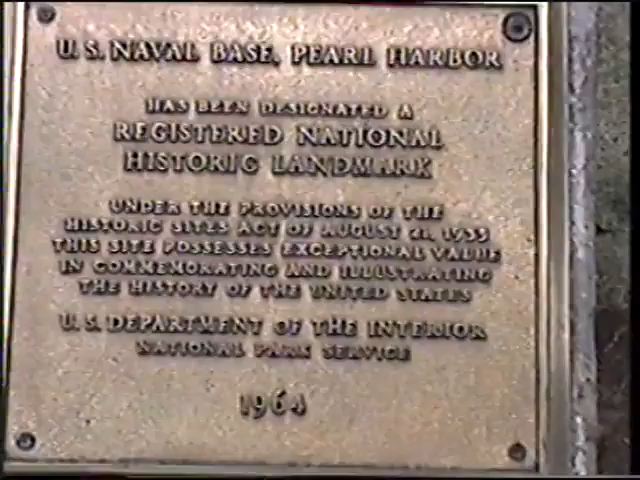 U. S. NAVAL BASE, PEARL HARBOR
HAS BEEN DESIGNATED A
REGISTERED NATIONAL
HISTORIC LANDMARK
UNDER THE PROVISIONS OF THE
HISTORIC SITES ACT OF AUGUST 21, 1935
THIS SITE POSSESSES EXCEPTIONAL VALUE
IN COMMEMORATING AND ILLUSTRATING
THE HISTORY OF THE UNITED STATES
U. S. DEPARTMENT OF THE INTERIOR
NATIONAL PARK SERVICE
1964